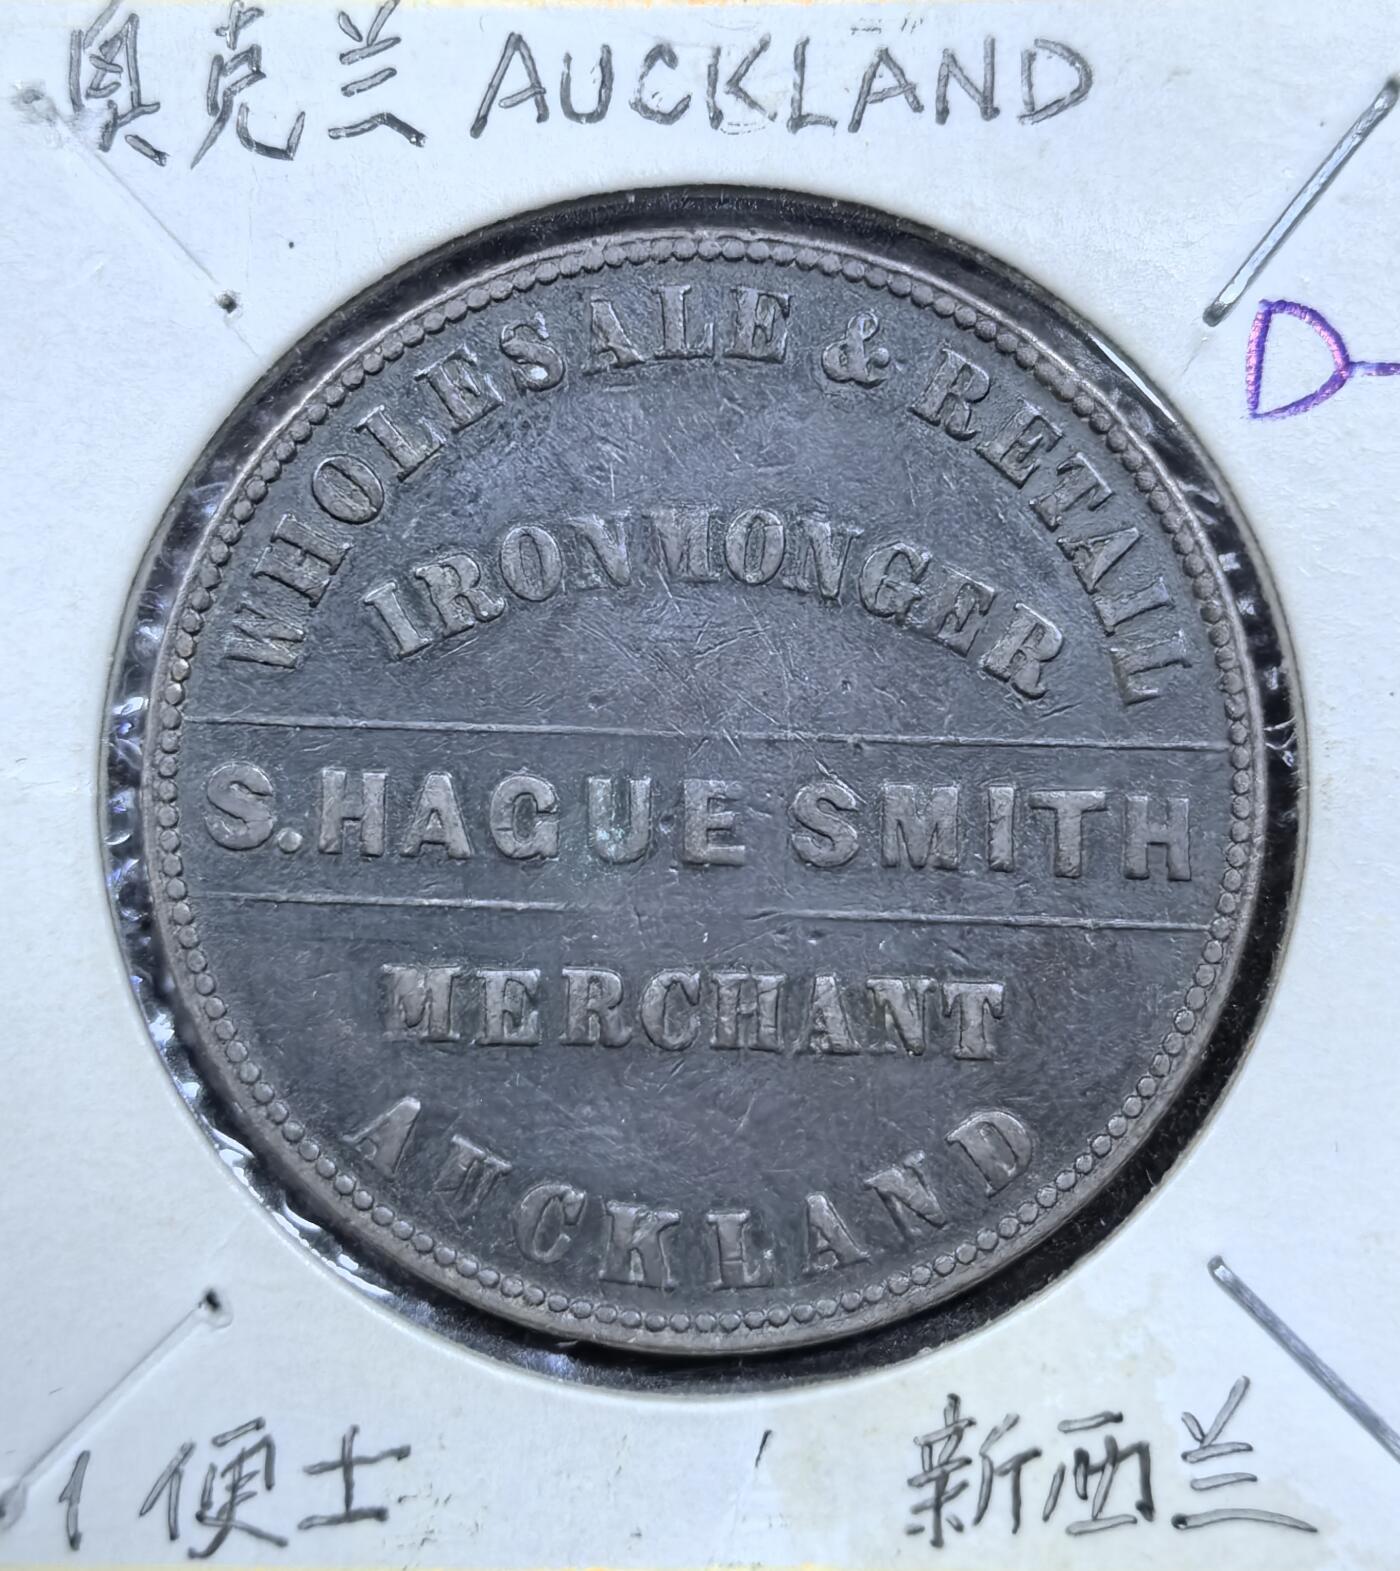 奥克兰 AUCKLAND
D-
WHOLESALE & RETAIL
IRONMONGER
S. HAGUE SMITH
MERCHANT
AUCKLAND
1便士
新西兰